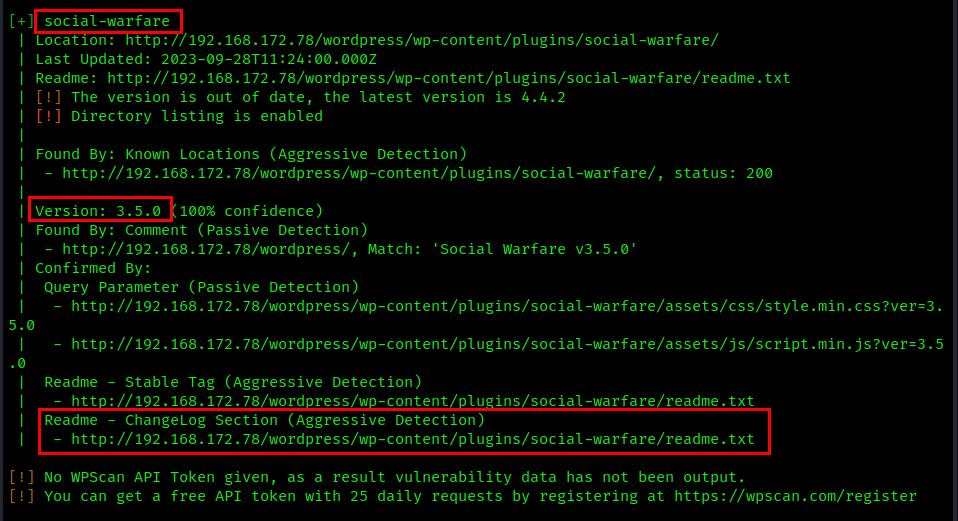 [+] social-warfare
| Location: http://192.168.172.78/wordpress/wp-content/plugins/social-warfare/
| Last Updated: 2023-09-28T11:24:00.000Z
| Readme: http://192.168.172.78/wordpress/wp-content/plugins/social-warfare/readme.txt
| [!] The version is out of date, the latest version is 4.4.2
| [!] Directory listing is enabled
|
| Found By: Known Locations (Aggressive Detection)
|  - http://192.168.172.78/wordpress/wp-content/plugins/social-warfare/, status: 200
|
| Version: 3.5.0 (100% confidence)
| Found By: Comment (Passive Detection)
|  - http://192.168.172.78/wordpress/, Match: 'Social Warfare v3.5.0'
| Confirmed By:
|  Query Parameter (Passive Detection)
|   - http://192.168.172.78/wordpress/wp-content/plugins/social-warfare/assets/css/style.min.css?ver=3.
5.0
|   - http://192.168.172.78/wordpress/wp-content/plugins/social-warfare/assets/js/script.min.js?ver=3.5
.0
|  Readme - Stable Tag (Aggressive Detection)
|   - http://192.168.172.78/wordpress/wp-content/plugins/social-warfare/readme.txt
|  Readme - ChangeLog Section (Aggressive Detection)
|   - http://192.168.172.78/wordpress/wp-content/plugins/social-warfare/readme.txt
[!] No WPScan API Token given, as a result vulnerability data has not been output.
[!] You can get a free API token with 25 daily requests by registering at https://wpscan.com/register